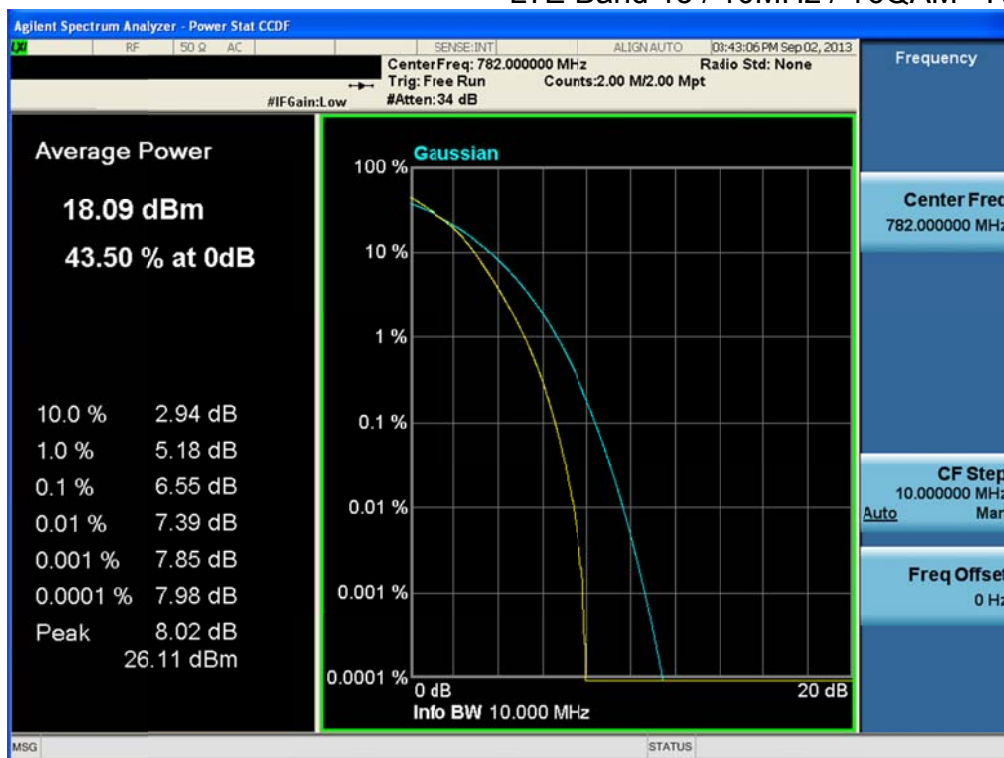 Agilent Spectrum Analyzer - Power Stat CCDF
LXI RF 50 Ω AC SENSE:INT ALIGN AUTO 03:43:06 PM Sep 02, 2013
Center Freq: 782.000000 MHz Radio Std: None
Trig: Free Run Counts:2.00 M/2.00 Mpt
#IFGain:Low #Atten:34 dB
Average Power
18.09 dBm
43.50 % at 0dB
10.0 % 2.94 dB
1.0 % 5.18 dB
0.1 % 6.55 dB
0.01 % 7.39 dB
0.001 % 7.85 dB
0.0001 % 7.98 dB
Peak 8.02 dB
26.11 dBm
Gaussian
100 %
10 %
1 %
0.1 %
0.01 %
0.001 %
0.0001 %
0 dB 20 dB
Info BW 10.000 MHz
Frequency
Center Freq
782.000000 MHz
CF Step
10.000000 MHz
Auto Man
Freq Offset
0 Hz
MSG STATUS